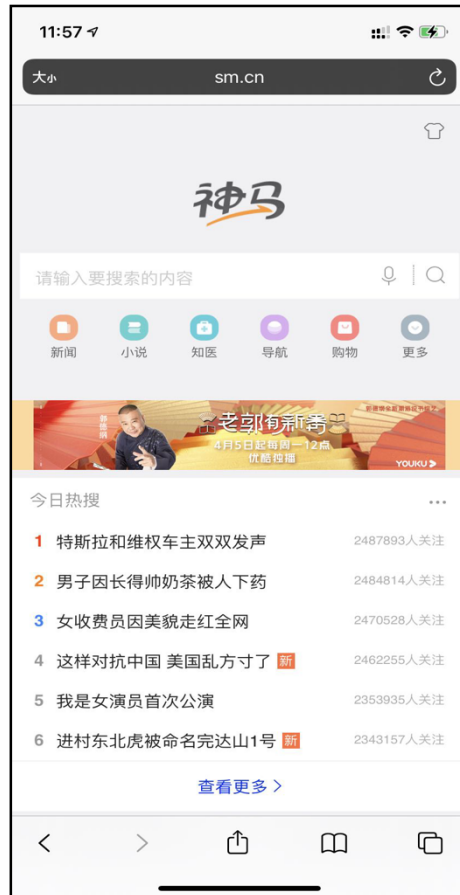 11:57
大小 sm.cn
神马
请输入要搜索的内容
新闻 小说 知医 导航 购物 更多
郭德纲
老郭有新番
4月5日起每周一12点
优酷独播
YOUKU
今日热搜
1 特斯拉和维权车主双双发声 2487893人关注
2 男子因长得帅奶茶被人下药 2484814人关注
3 女收费员因美貌走红全网 2470528人关注
4 这样对抗中国 美国乱方寸了 新 2462255人关注
5 我是女演员首次公演 2353935人关注
6 进村东北虎被命名完达山1号 新 2343157人关注
查看更多